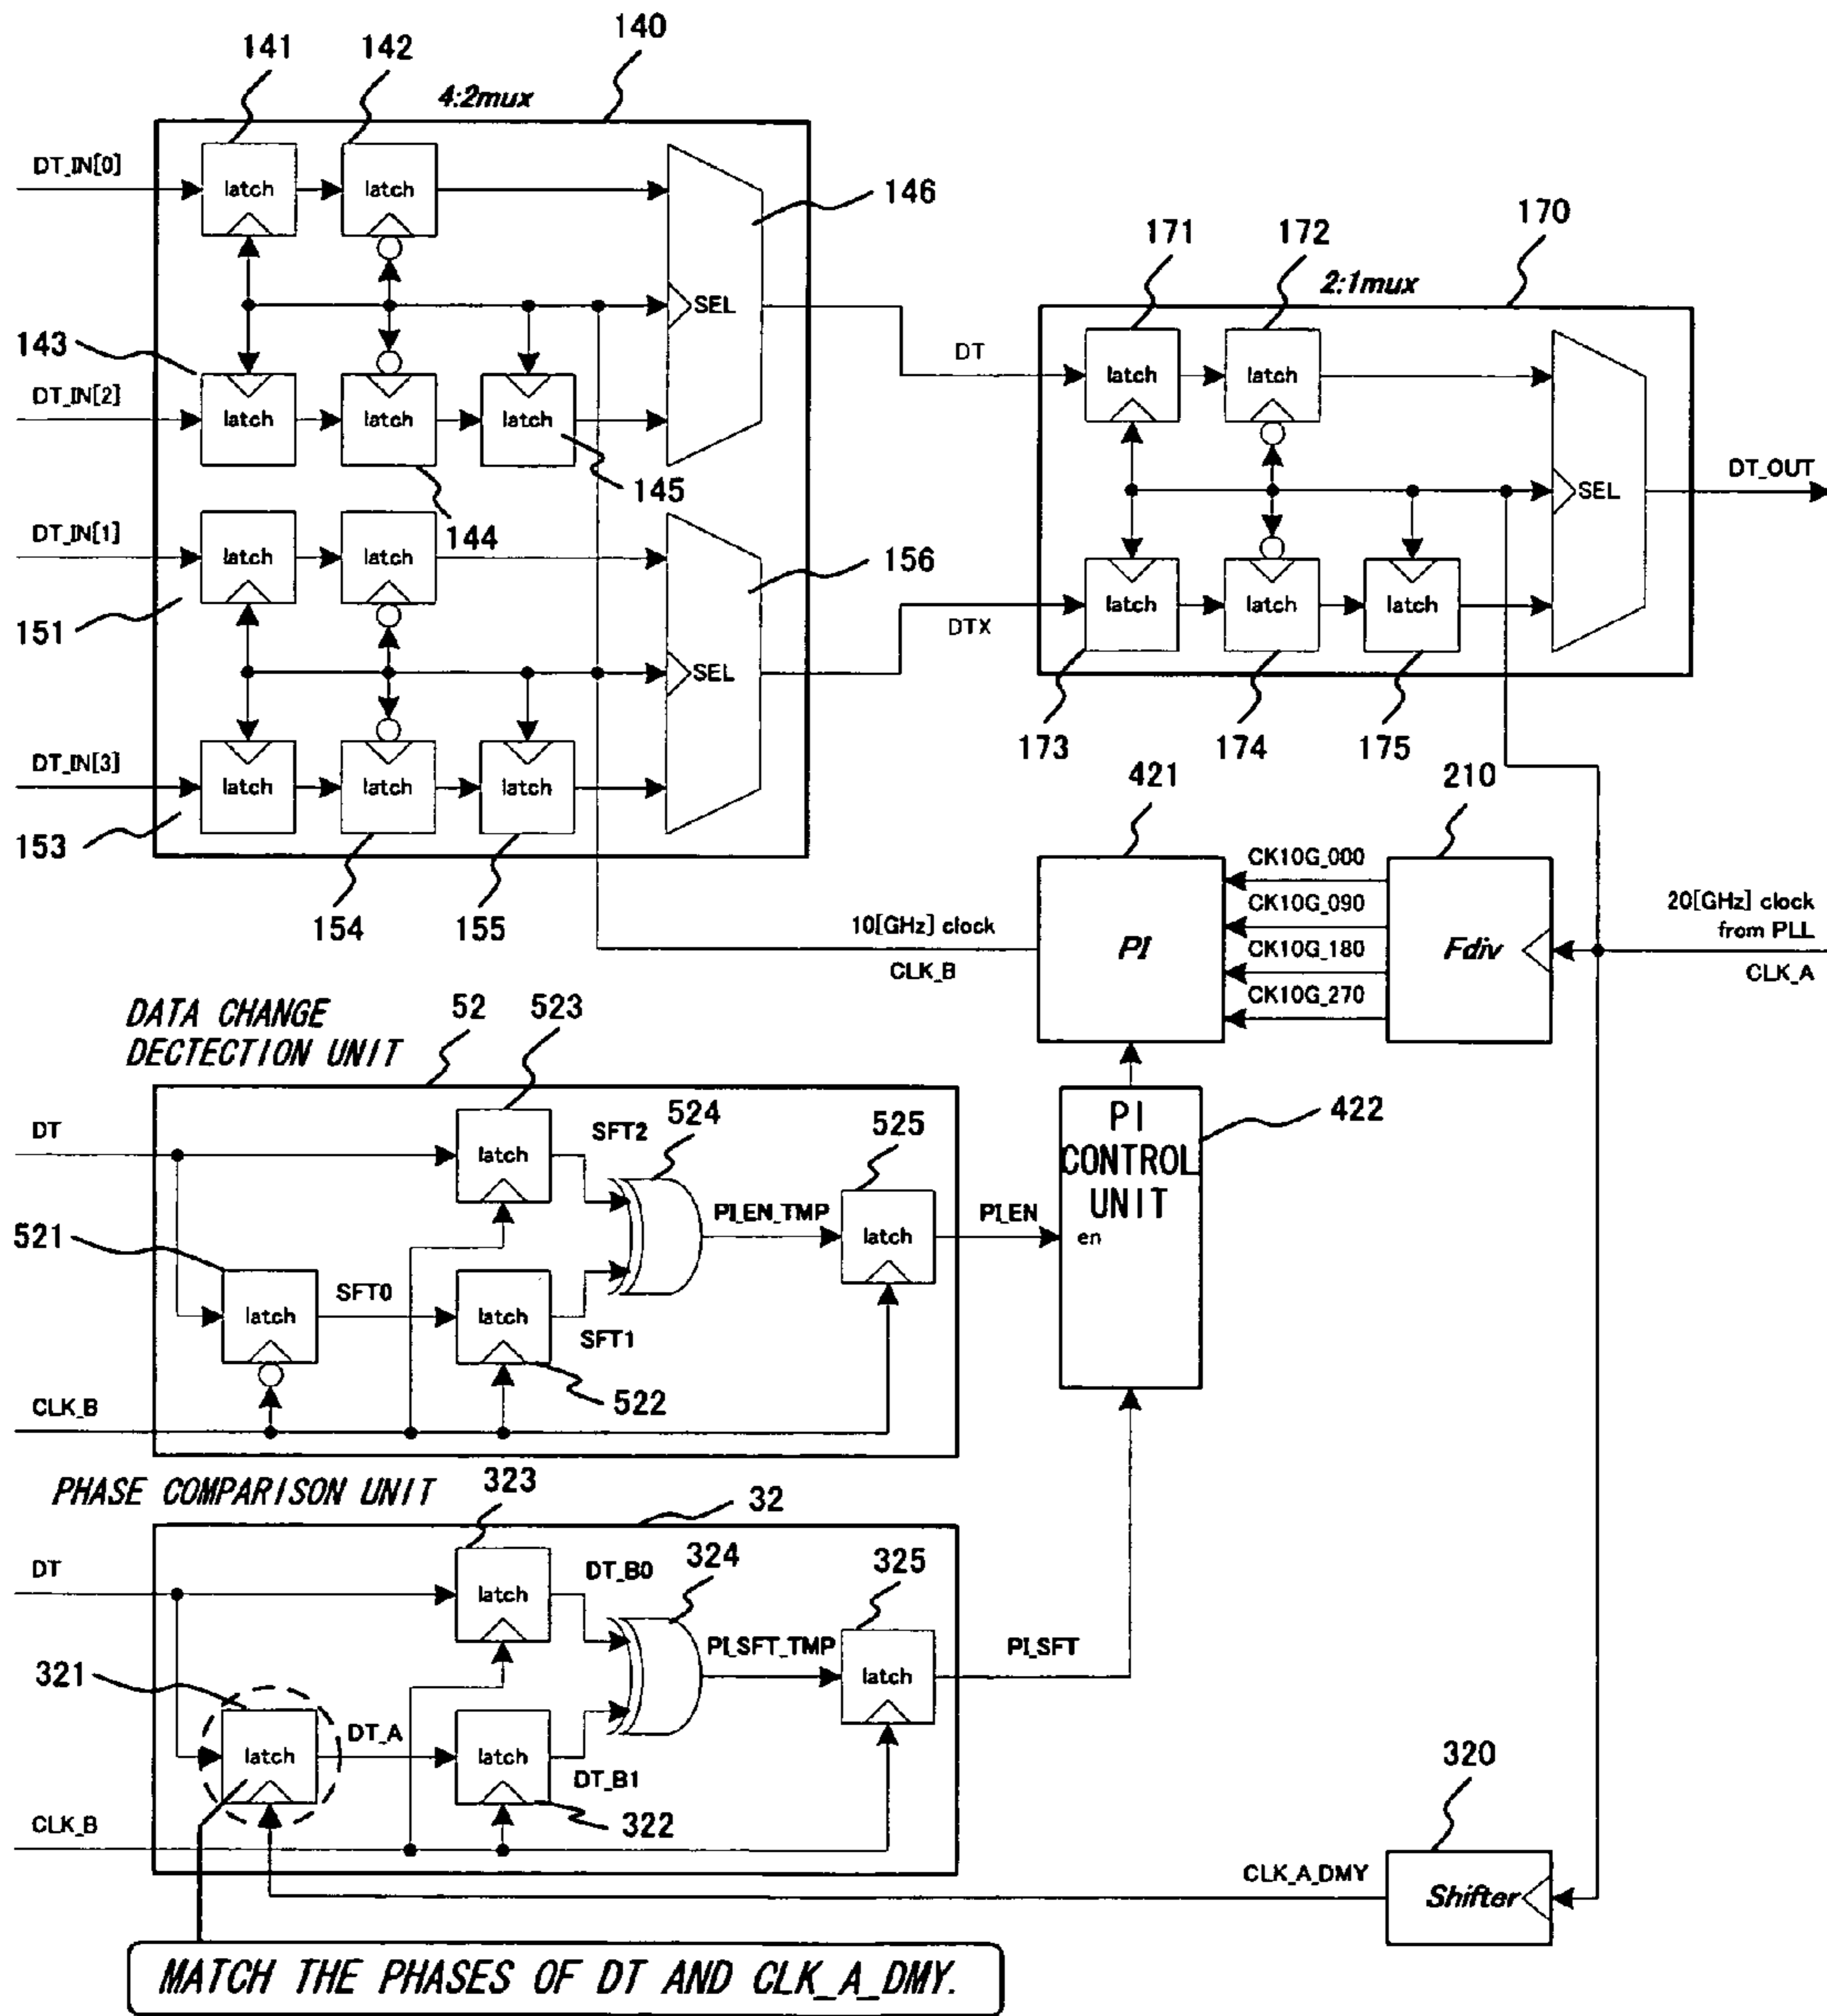 141
142
140
4:2mux
DT_IN[0]
latch
latch
146
SEL
143
DT_IN[2]
latch
latch
latch
145
144
DT_IN[1]
latch
latch
156
151
SEL
DT_IN[3]
latch
latch
latch
153
154
155
171
172
170
2:1mux
DT
latch
latch
SEL
DT_OUT
DTX
latch
latch
latch
173
174
175
421
210
CK10G_000
CK10G_090
CK10G_180
CK10G_270
PI
Fdiv
10[GHz] clock
CLK_B
20[GHz] clock
from PLL
CLK_A
DATA CHANGE
DECTECTION UNIT
52
523
DT
latch
SFT2
524
525
PI_EN_TMP
latch
PI_EN
521
latch
SFT0
latch
SFT1
522
CLK_B
PI
CONTROL
UNIT
en
422
PHASE COMPARISON UNIT
323
32
DT
latch
DT_B0
324
325
PI_SFT_TMP
latch
PI_SFT
321
latch
DT_A
latch
DT_B1
322
CLK_B
320
CLK_A_DMY
Shifter
MATCH THE PHASES OF DT AND CLK_A_DMY.